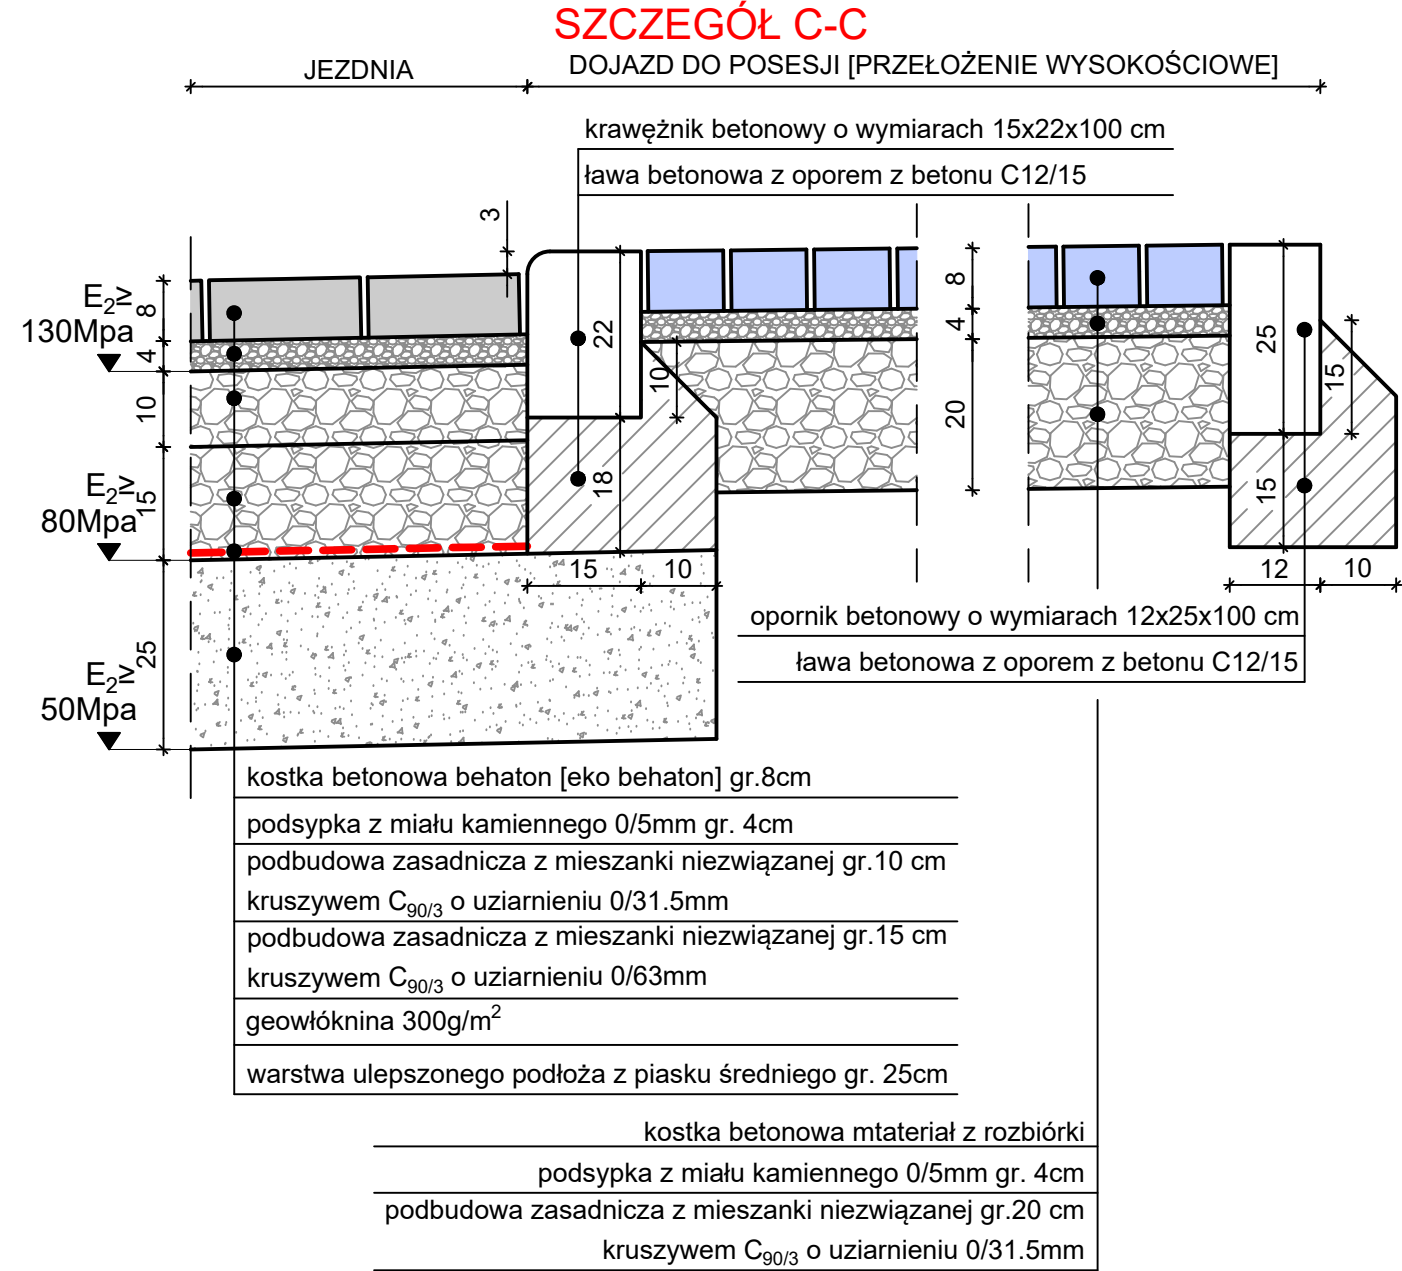 SZCZEGÓŁ C-C
JEZDNIA
DOJAZD DO POSESJI [PRZEŁOŻENIE WYSOKOŚCIOWE]
krawężnik betonowy o wymiarach 15x22x100 cm
ława betonowa z oporem z betonu C12/15
3
E2≥
130Mpa
8
4
10
E2≥
80Mpa
15
E2≥
50Mpa
25
22
10
18
15
10
8
4
20
25
15
15
12
10
opornik betonowy o wymiarach 12x25x100 cm
ława betonowa z oporem z betonu C12/15
kostka betonowa behaton [eko behaton] gr.8cm
podsypka z miału kamiennego 0/5mm gr. 4cm
podbudowa zasadnicza z mieszanki niezwiązanej gr.10 cm
kruszywem C90/3 o uziarnieniu 0/31.5mm
podbudowa zasadnicza z mieszanki niezwiązanej gr.15 cm
kruszywem C90/3 o uziarnieniu 0/63mm
geowłóknina 300g/m²
warstwa ulepszonego podłoża z piasku średniego gr. 25cm
kostka betonowa mtateriał z rozbiórki
podsypka z miału kamiennego 0/5mm gr. 4cm
podbudowa zasadnicza z mieszanki niezwiązanej gr.20 cm
kruszywem C90/3 o uziarnieniu 0/31.5mm